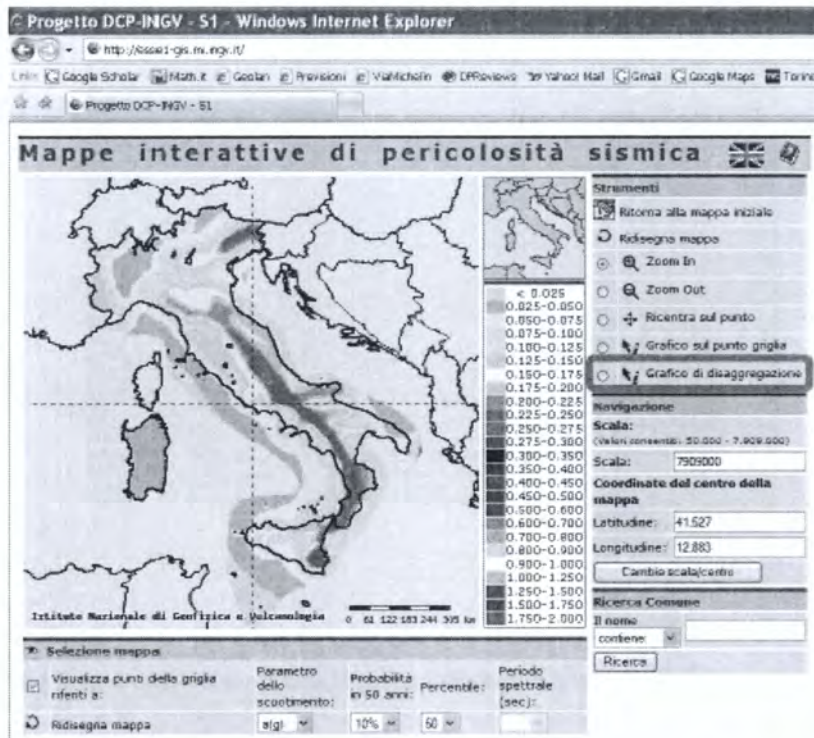 Progetto DCP-INGV - S1 - Windows Internet Explorer
http://esse1-gis.mi.ingv.it/
Links Google Scholar Math.it Geolan Previsioni ViaMichelin DPReviews Yahoo! Mail Gmail Google Maps Torino
Progetto DCP-INGV - S1
Mappe interattive di pericolosità sismica
Strumenti
Ritorna alla mappa iniziale
Ridisegna mappa
Zoom In
Zoom Out
Ricentra sul punto
Grafico sul punto griglia
Grafico di disaggregazione
< 0.025
0.025-0.050
0.050-0.075
0.075-0.100
0.100-0.125
0.125-0.150
0.150-0.175
0.175-0.200
0.200-0.225
0.225-0.250
0.250-0.275
0.275-0.300
0.300-0.350
0.350-0.400
0.400-0.450
0.450-0.500
0.500-0.600
0.600-0.700
0.700-0.800
0.800-0.900
0.900-1.000
1.000-1.250
1.250-1.500
1.500-1.750
1.750-2.000
Navigazione
Scala:
(Valori consentiti: 50.000 - 7.909.000)
Scala: 7909000
Coordinate del centro della
mappa
Latitudine: 41.527
Longitudine: 12.883
Cambio scala/centro
Ricerca Comune
Il nome
contiene:
Ricerca
Istituto Nazionale di Geofisica e Vulcanologia
0 61 122 183 244 305 km
Selezione mappa
Visualizza punti della griglia
riferiti a:
Parametro
dello
scuotimento:
Probabilità
in 50 anni:
Percentile:
Periodo
spettrale
(sec):
Ridisegna mappa a(g) 10% 50